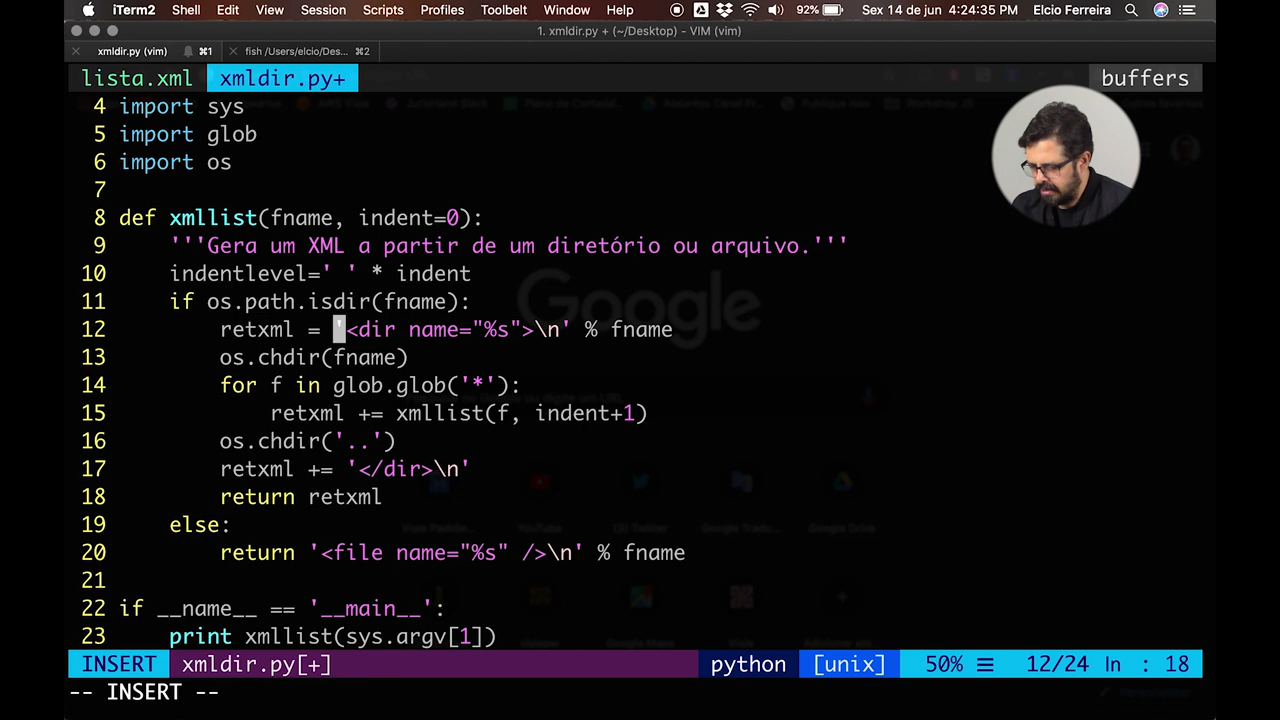 iTerm2 Shell Edit View Session Scripts Profiles Toolbelt Window Help 92% Sex 14 de jun 4:24:35 PM Elcio Ferreira
1. xmldir.py + (~/Desktop) - VIM (vim)
xmldir.py (vim) ⌘1 fish /Users/elcio/Des... ⌘2
lista.xml xmldir.py+ buffers
4 import sys
5 import glob
6 import os
7
8 def xmllist(fname, indent=0):
9 '''Gera um XML a partir de um diretório ou arquivo.'''
10 indentlevel=' ' * indent
11 if os.path.isdir(fname):
12 retxml = '<dir name="%s">\n' % fname
13 os.chdir(fname)
14 for f in glob.glob('*'):
15 retxml += xmllist(f, indent+1)
16 os.chdir('..')
17 retxml += '</dir>\n'
18 return retxml
19 else:
20 return '<file name="%s" />\n' % fname
21
22 if __name__ == '__main__':
23 print xmllist(sys.argv[1])
INSERT xmldir.py[+] python [unix] 50% ≡ 12/24 ln : 18
-- INSERT --
Google
YouTube
Google Drive